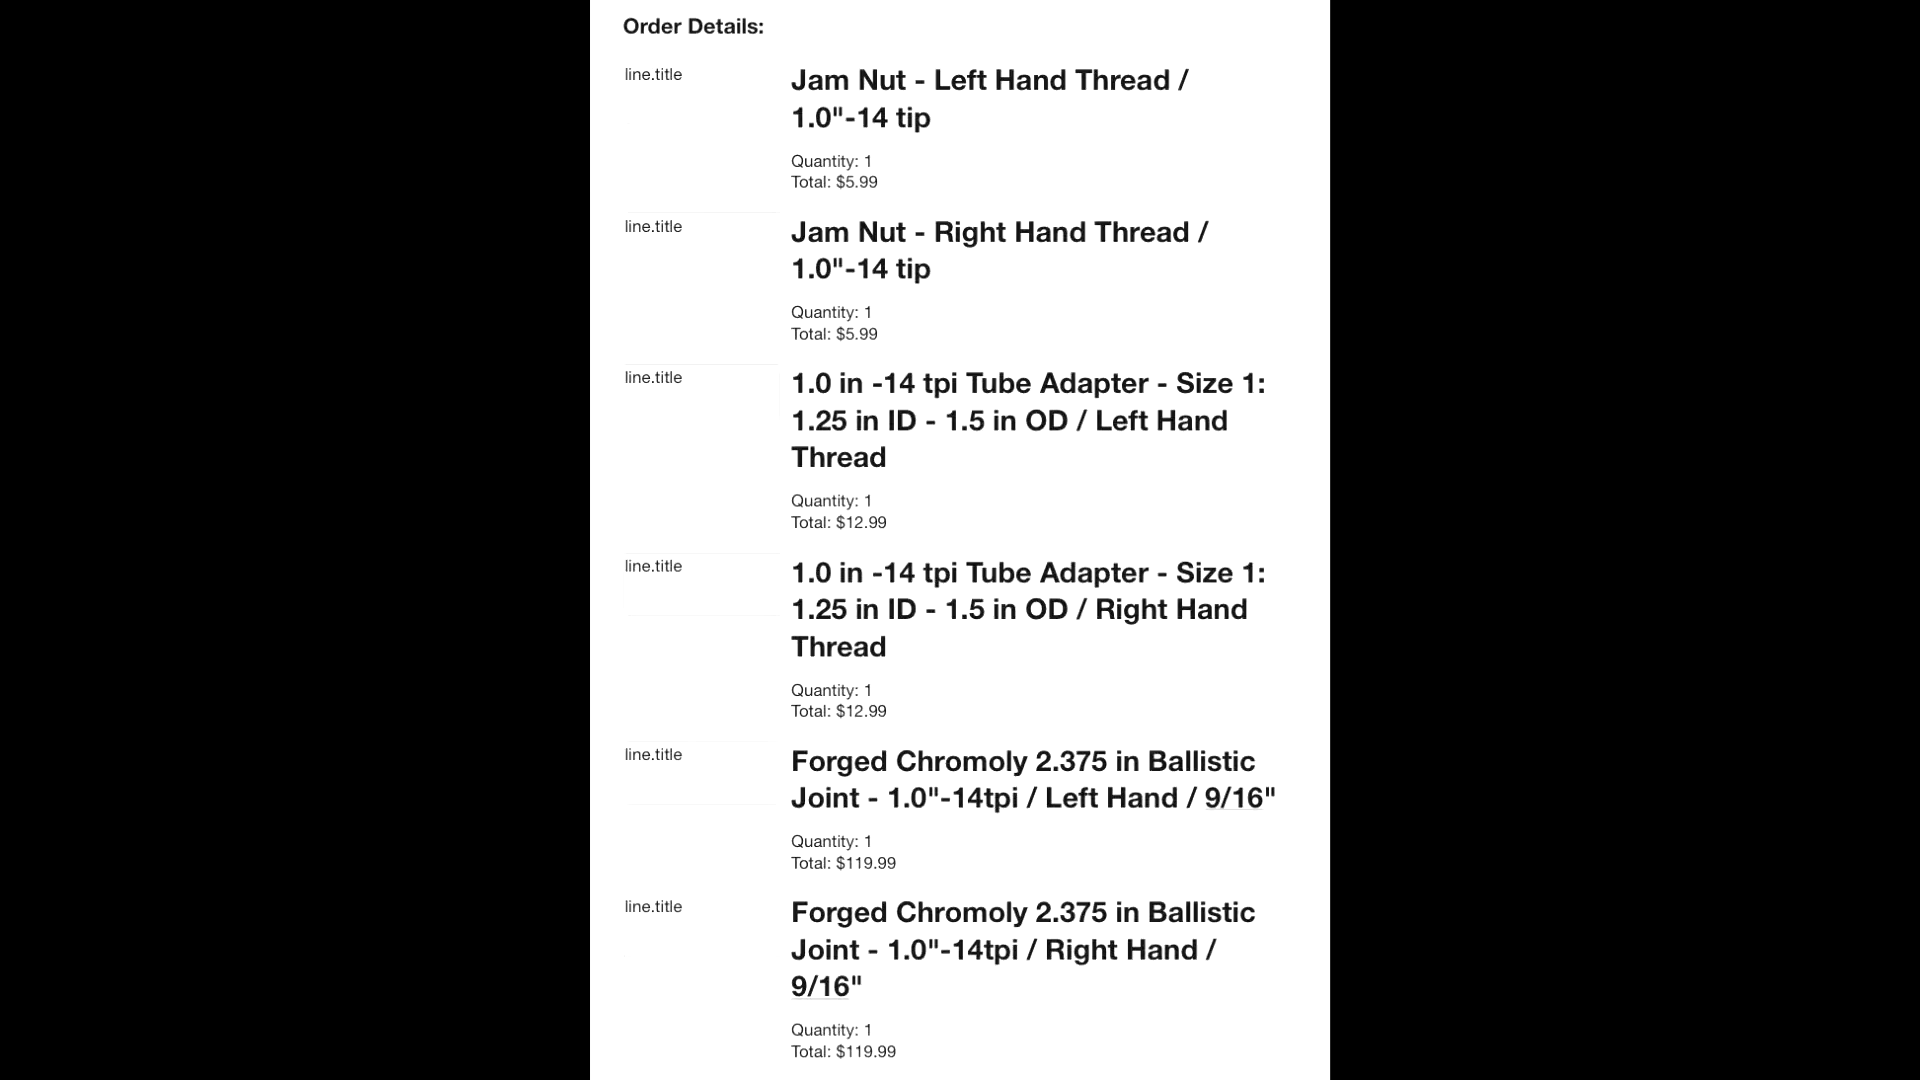 Order Details:
line.title
Jam Nut - Left Hand Thread /
1.0"-14 tip
Quantity: 1
Total: $5.99
line.title
Jam Nut - Right Hand Thread /
1.0"-14 tip
Quantity: 1
Total: $5.99
line.title
1.0 in -14 tpi Tube Adapter - Size 1:
1.25 in ID - 1.5 in OD / Left Hand
Thread
Quantity: 1
Total: $12.99
line.title
1.0 in -14 tpi Tube Adapter - Size 1:
1.25 in ID - 1.5 in OD / Right Hand
Thread
Quantity: 1
Total: $12.99
line.title
Forged Chromoly 2.375 in Ballistic
Joint - 1.0"-14tpi / Left Hand / 9/16"
Quantity: 1
Total: $119.99
line.title
Forged Chromoly 2.375 in Ballistic
Joint - 1.0"-14tpi / Right Hand /
9/16"
Quantity: 1
Total: $119.99